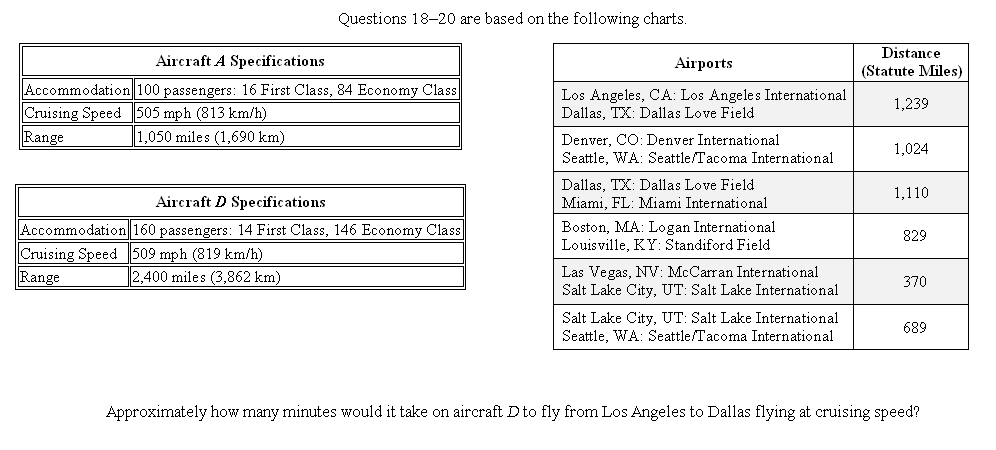 Questions 18–20 are based on the following charts.
Aircraft A Specifications
Accommodation 100 passengers: 16 First Class, 84 Economy Class
Cruising Speed 505 mph (813 km/h)
Range 1,050 miles (1,690 km)
Aircraft D Specifications
Accommodation 160 passengers: 14 First Class, 146 Economy Class
Cruising Speed 509 mph (819 km/h)
Range 2,400 miles (3,862 km)
Airports
Distance
(Statute Miles)
Los Angeles, CA: Los Angeles International
Dallas, TX: Dallas Love Field
1,239
Denver, CO: Denver International
Seattle, WA: Seattle/Tacoma International
1,024
Dallas, TX: Dallas Love Field
Miami, FL: Miami International
1,110
Boston, MA: Logan International
Louisville, KY: Standiford Field
829
Las Vegas, NV: McCarran International
Salt Lake City, UT: Salt Lake International
370
Salt Lake City, UT: Salt Lake International
Seattle, WA: Seattle/Tacoma International
689
Approximately how many minutes would it take on aircraft D to fly from Los Angeles to Dallas flying at cruising speed?